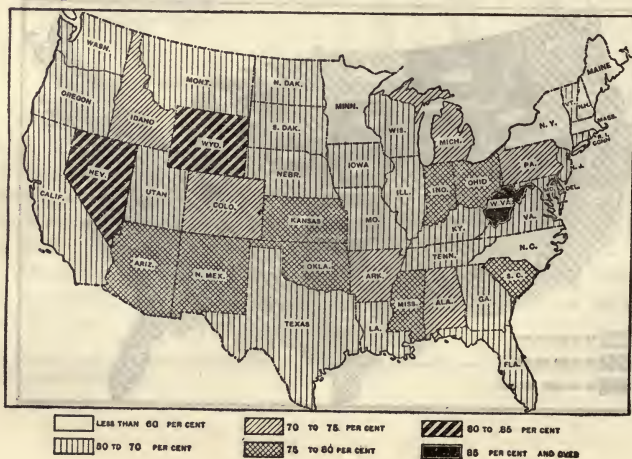 WASH.
MONT.
N. DAK.
MINN.
MAINE
VT.
N.H.
OREGON
IDAHO
WYO.
S. DAK.
WIS.
MICH.
N.Y.
MASS.
R.I.
CONN
NEV.
UTAH
COLO.
NEBR.
IOWA
ILL.
IND.
OHIO
PA.
N.J.
DEL.
CALIF.
KANSAS
MO.
KY.
W.VA.
VA.
ARIZ.
N. MEX.
OKLA.
ARK.
TENN.
N.C.
S.C.
TEXAS
LA.
MISS.
ALA.
GA.
FLA.
LESS THAN 60 PER CENT
70 TO 75 PER CENT
80 TO .85 PER CENT
60 TO 70 PER CENT
75 TO 80 PER CENT
85 PER CENT AND OVER